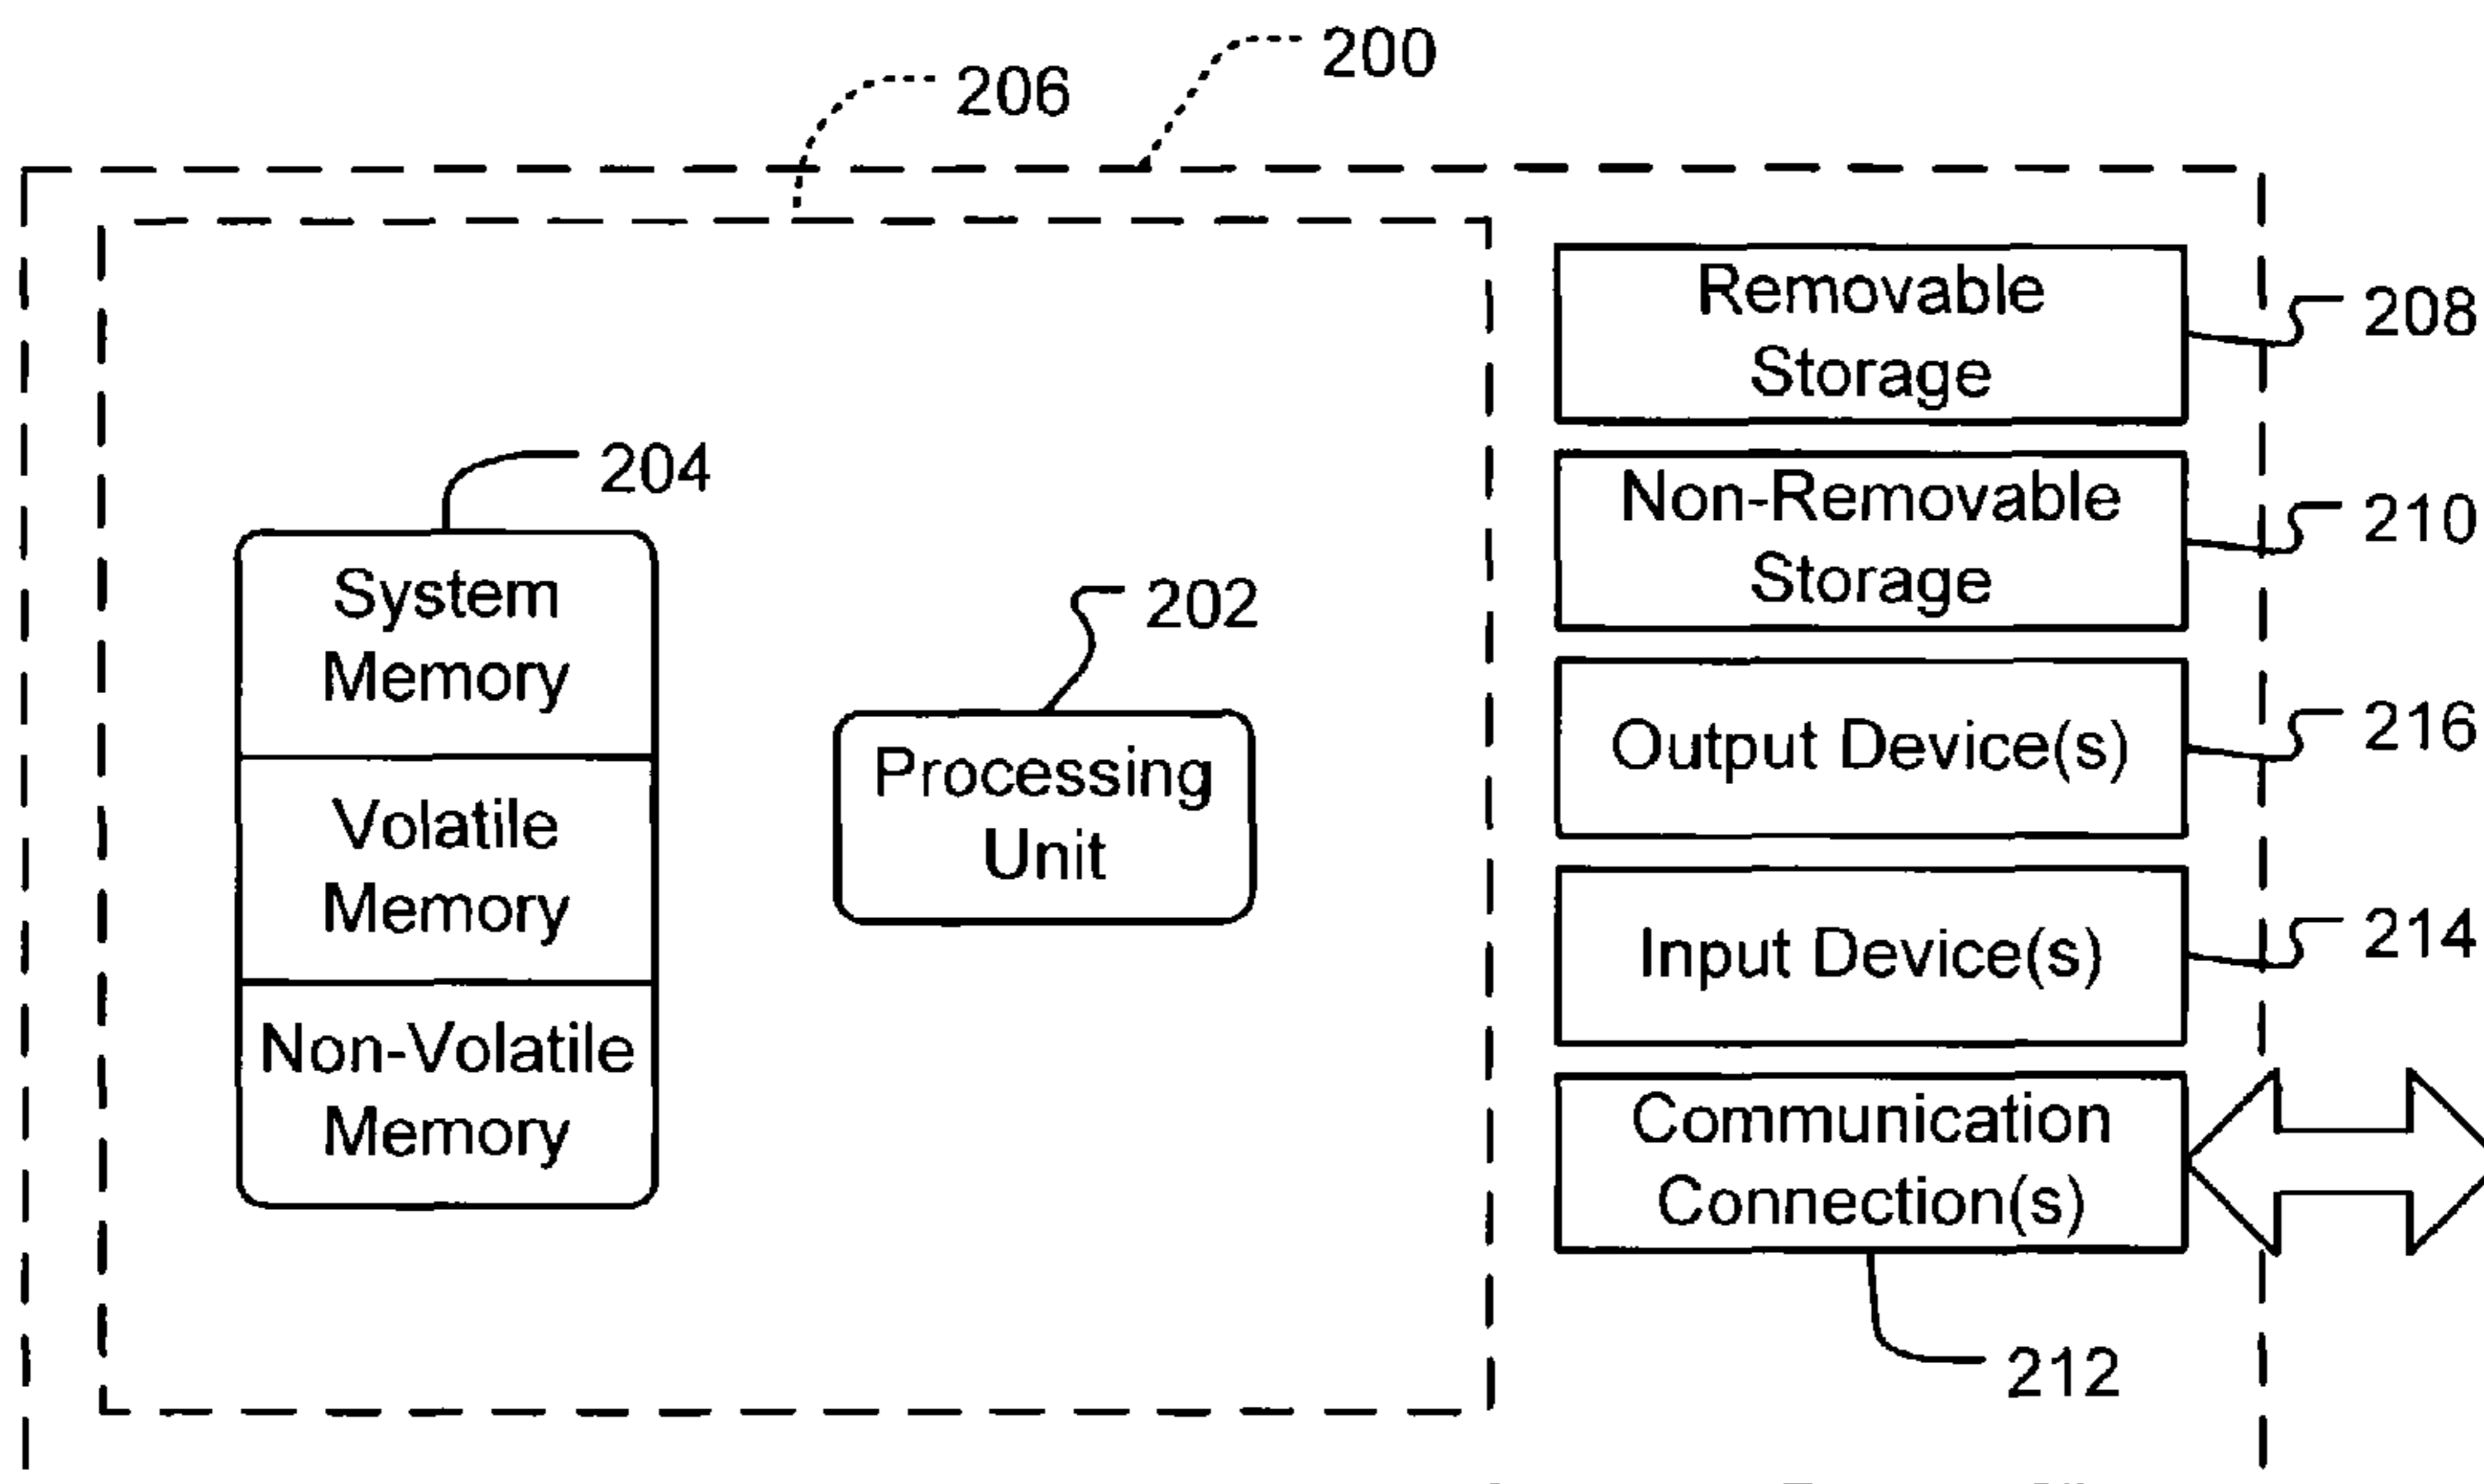 200
206
Removable
Storage
208
204
Non-Removable
Storage
210
System
Memory
202
Output Device(s)
216
Processing
Unit
Volatile
Memory
Input Device(s)
214
Non-Volatile
Memory
Communication
Connection(s)
212